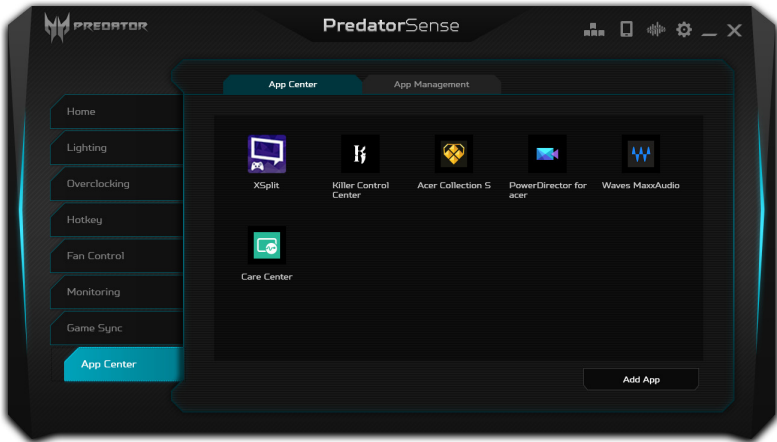 PREDATOR
PredatorSense
App Center
App Management
Home
Lighting
Overclocking
Hotkey
Fan Control
Monitoring
Game Sync
App Center
XSplit
Killer Control
Center
Acer Collection S
PowerDirector for
acer
Waves MaxxAudio
Care Center
Add App